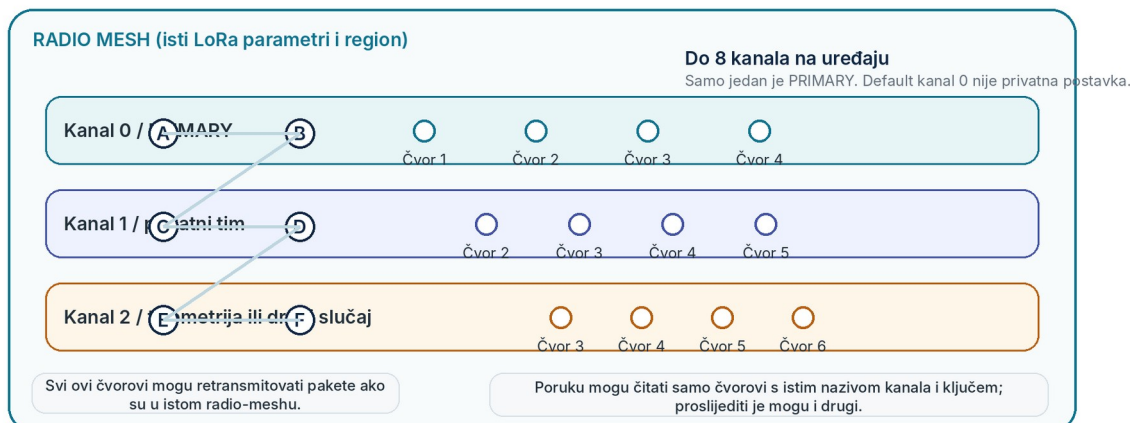 RADIO MESH (isti LoRa parametri i region)
Do 8 kanala na uređaju
Samo jedan je PRIMARY. Default kanal 0 nije privatna postavka.
Kanal 0 /
A
B
Čvor 1
Čvor 2
Čvor 3
Čvor 4
Kanal 1 /
tim
C
D
Čvor 2
Čvor 3
Čvor 4
Čvor 5
Kanal 2 /
ili
slučaj
E
F
Čvor 3
Čvor 4
Čvor 5
Čvor 6
Svi ovi čvorovi mogu retransmitovati pakete ako
su u istom radio-meshu.
Poruku mogu čitati samo čvorovi s istim nazivom kanala i ključem;
proslijediti je mogu i drugi.